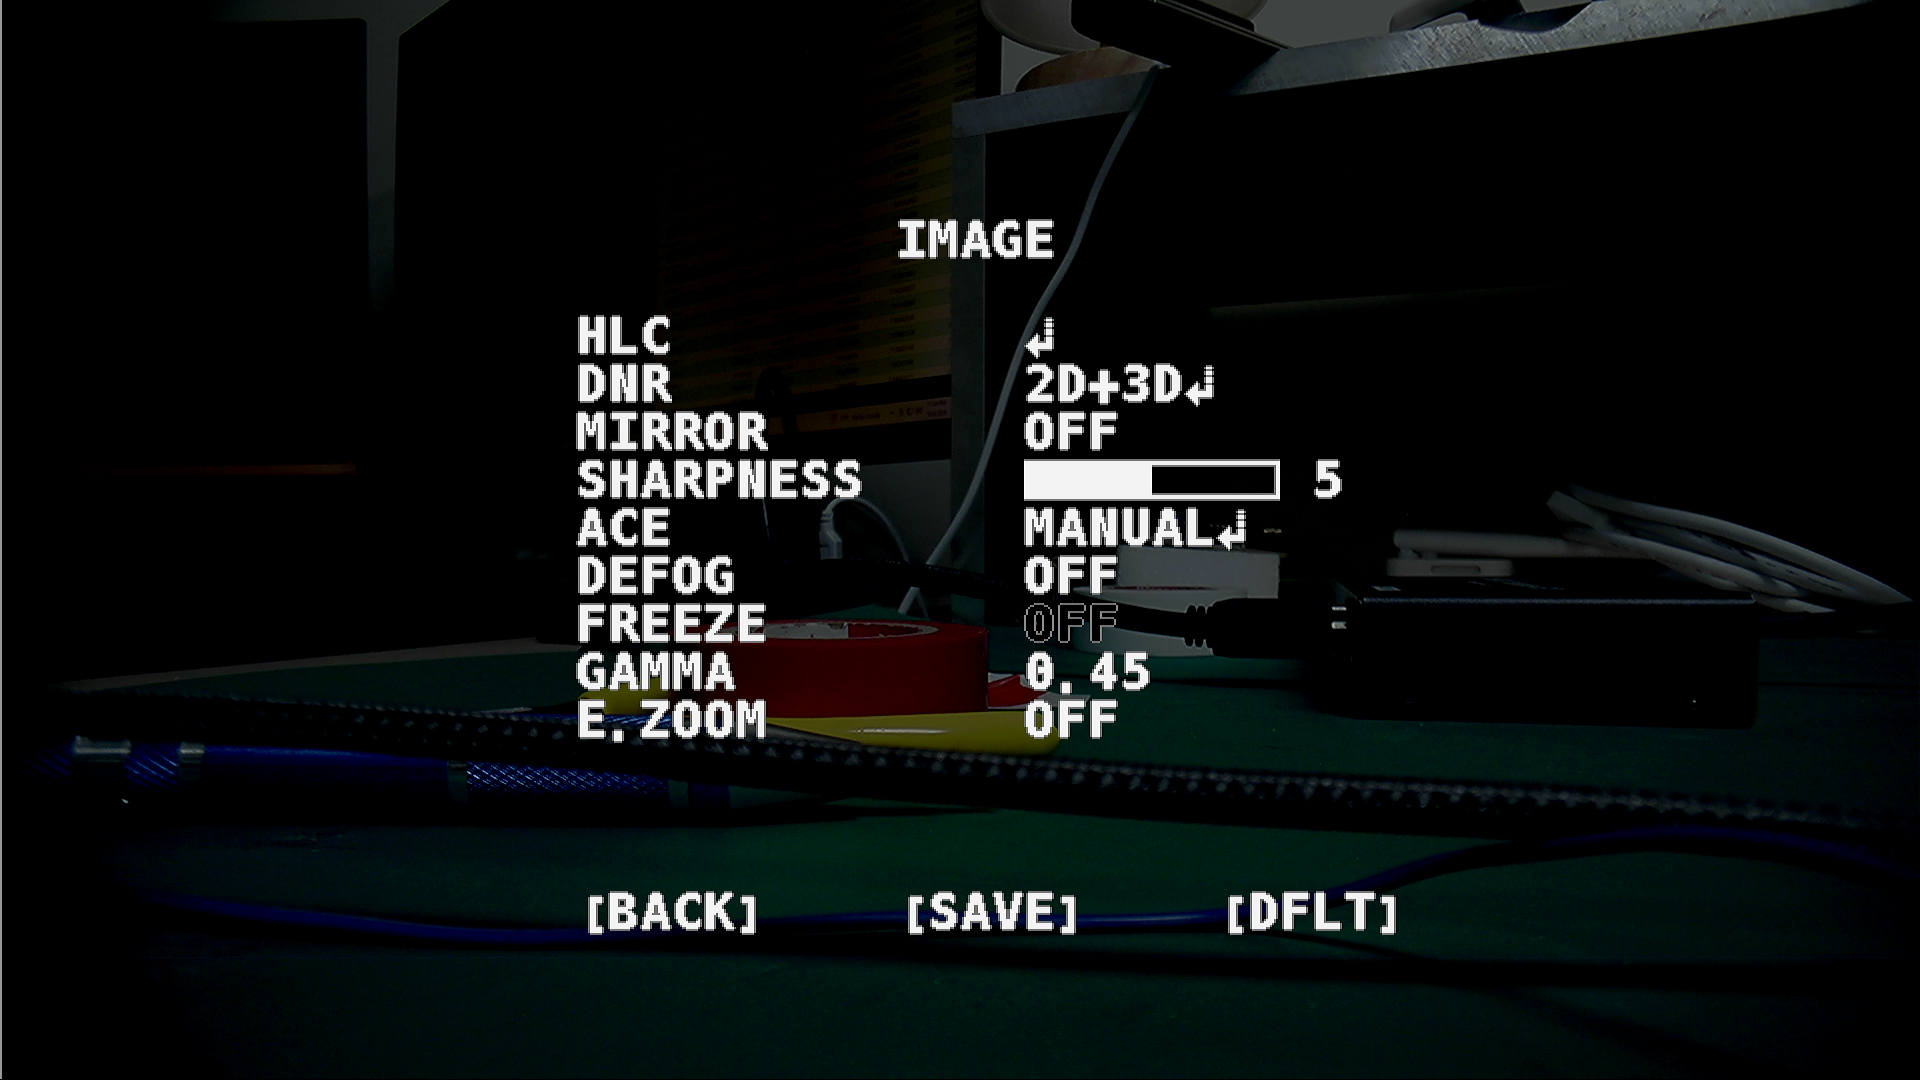 IMAGE
HLC ↲
DNR 2D+3D↲
MIRROR OFF
SHARPNESS 5
ACE MANUAL↲
DEFOG OFF
FREEZE OFF
GAMMA 0.45
E.ZOOM OFF
[BACK] [SAVE] [DFLT]